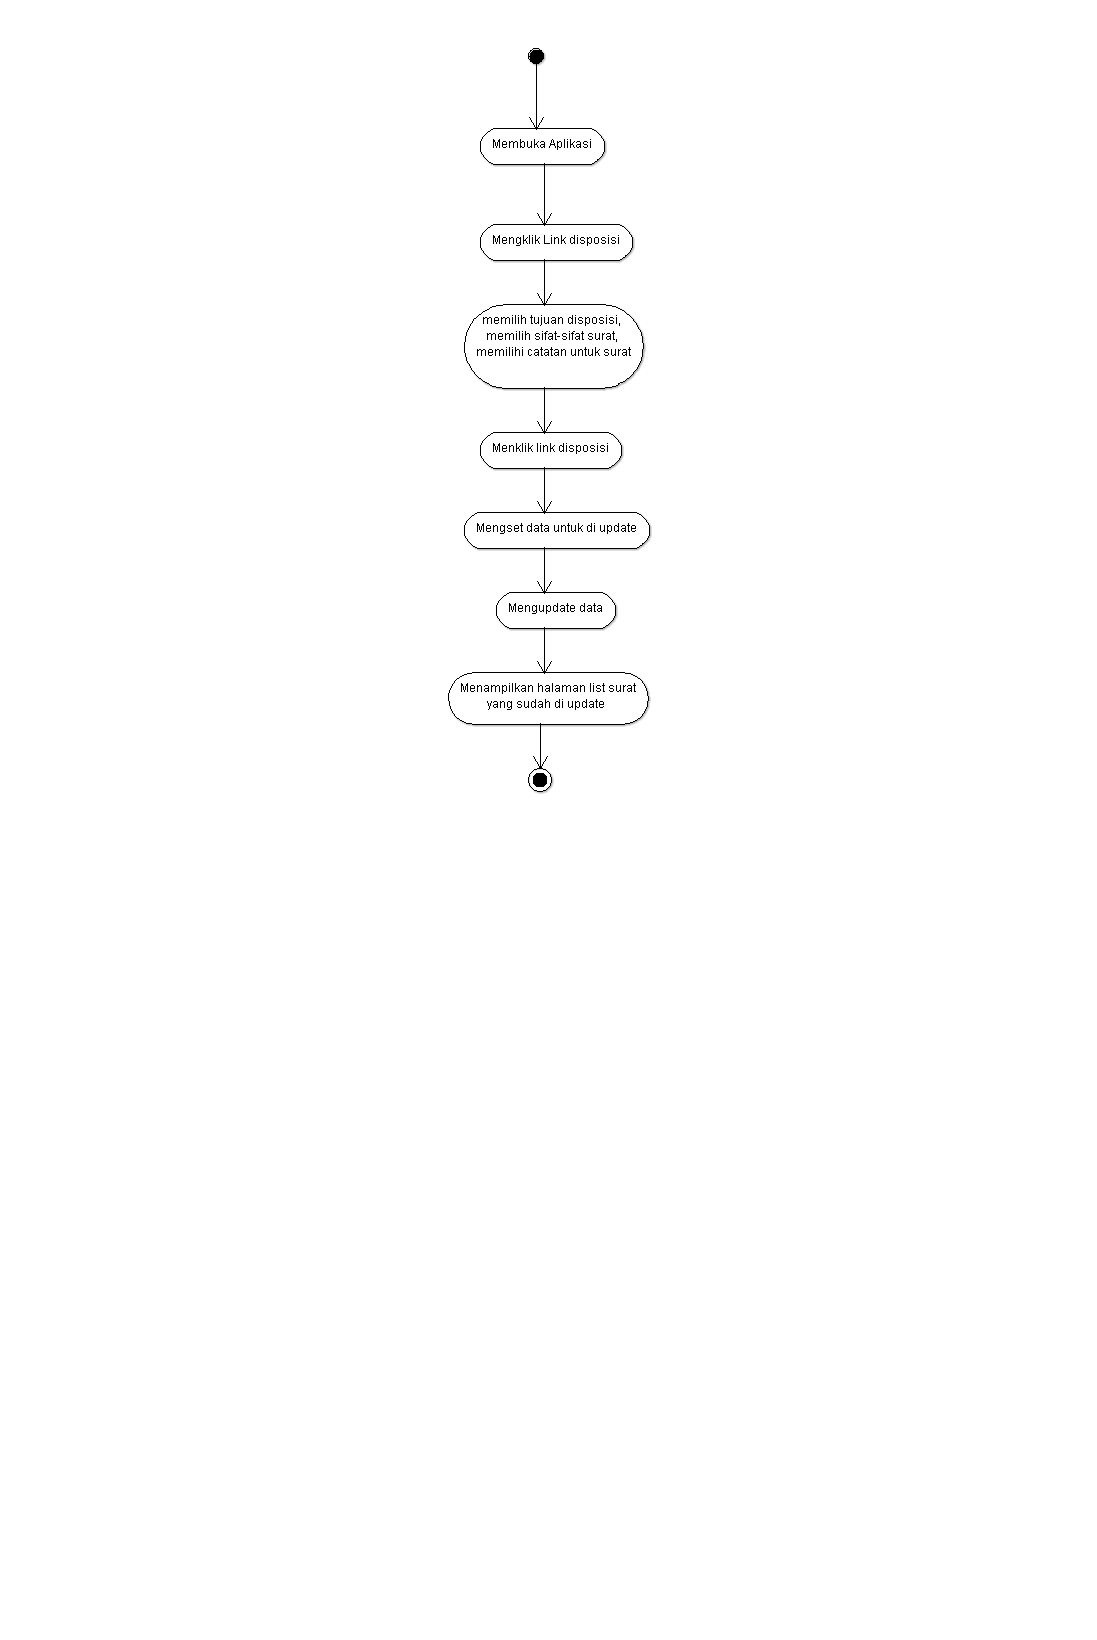 Membuka Aplikasi
Mengklik Link disposisi
memilih tujuan disposisi,
memilih sifat-sifat surat,
memilihi catatan untuk surat
Menklik link disposisi
Mengset data untuk di update
Mengupdate data
Menampilkan halaman list surat
yang sudah di update